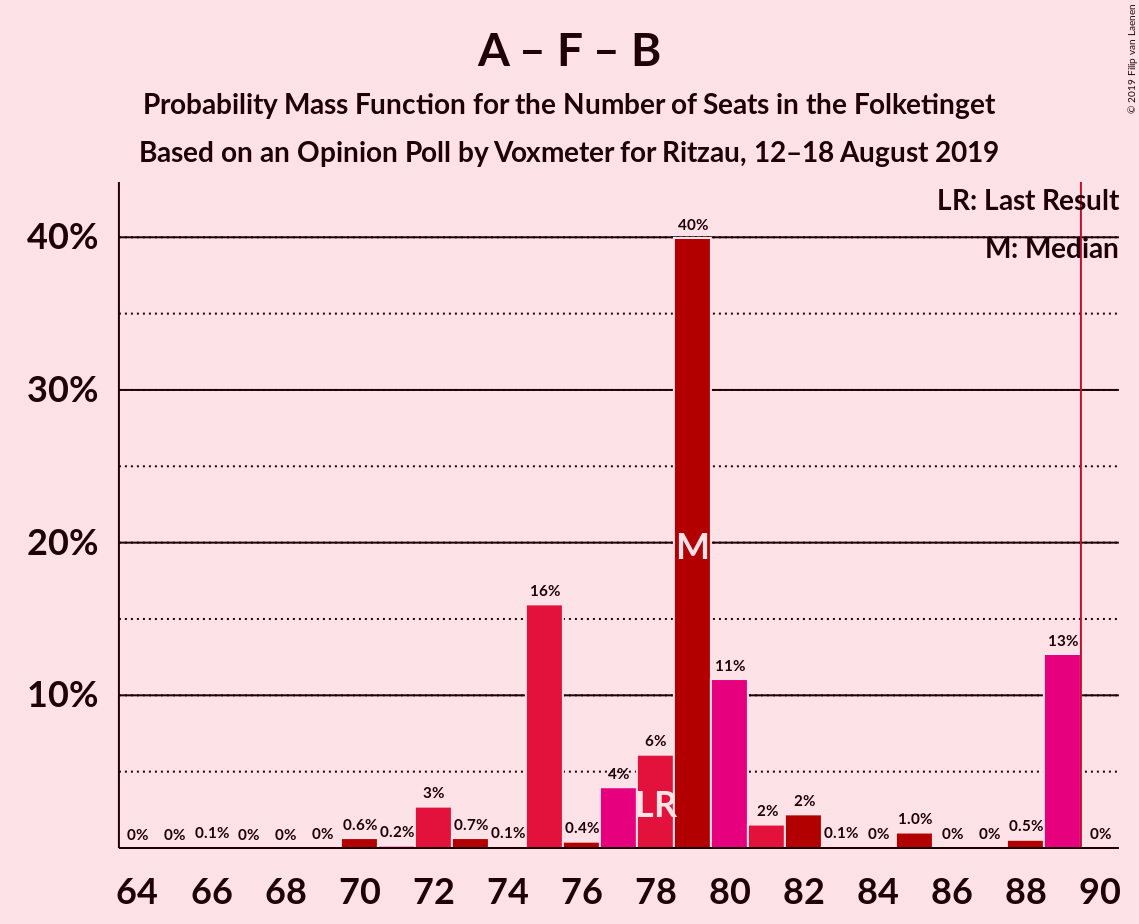 A – F – B
Probability Mass Function for the Number of Seats in the Folketinget
Based on an Opinion Poll by Voxmeter for Ritzau, 12–18 August 2019
© 2019 Filip van Laenen
LR: Last Result
M: Median
40%
30%
20%
10%
0% 0% 0.1% 0% 0% 0% 0.6% 0.2% 3% 0.7% 0.1% 16% 0.4% 4% 6% 40% 11% 2% 2% 0.1% 0% 1.0% 0% 0% 0.5% 13% 0%
M
LR
64 66 68 70 72 74 76 78 80 82 84 86 88 90